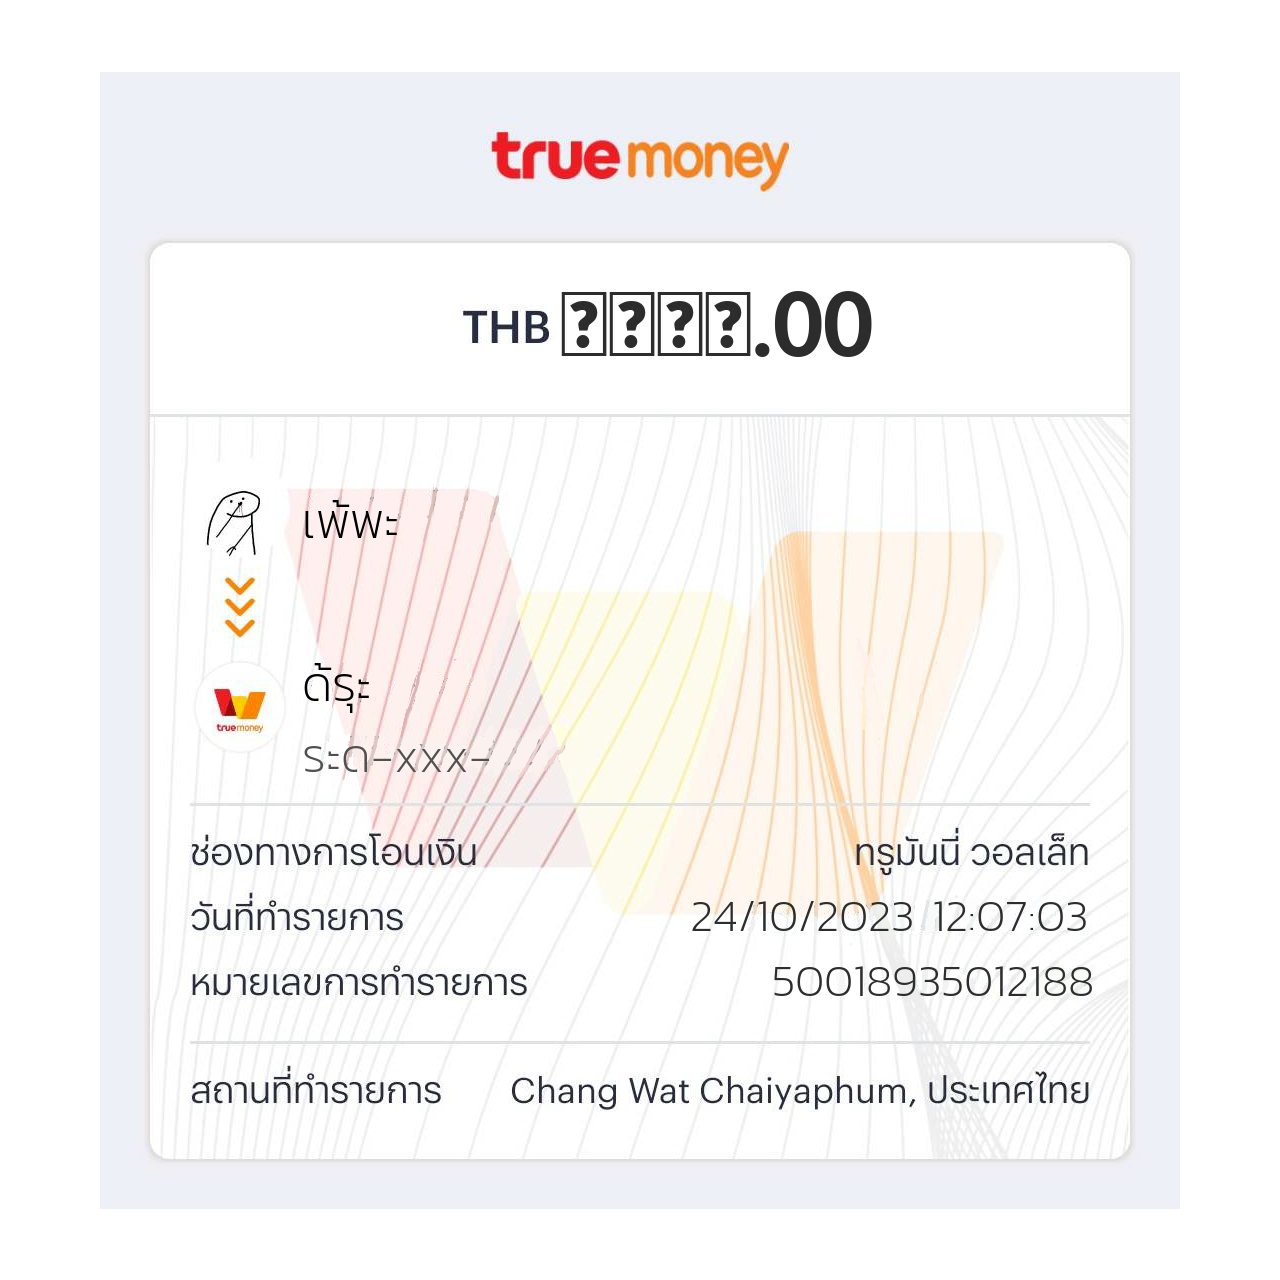 truemoney
THB ????.00
เพ้พะ
ด้รุะ
truemoney
ระด-xxx-
ช่องทางการโอนเงิน ทรูมันนี่ วอลเล็ท
วันที่ทำรายการ 24/10/2023 12:07:03
หมายเลขการทำรายการ 50018935012188
สถานที่ทำรายการ Chang Wat Chaiyaphum, ประเทศไทย